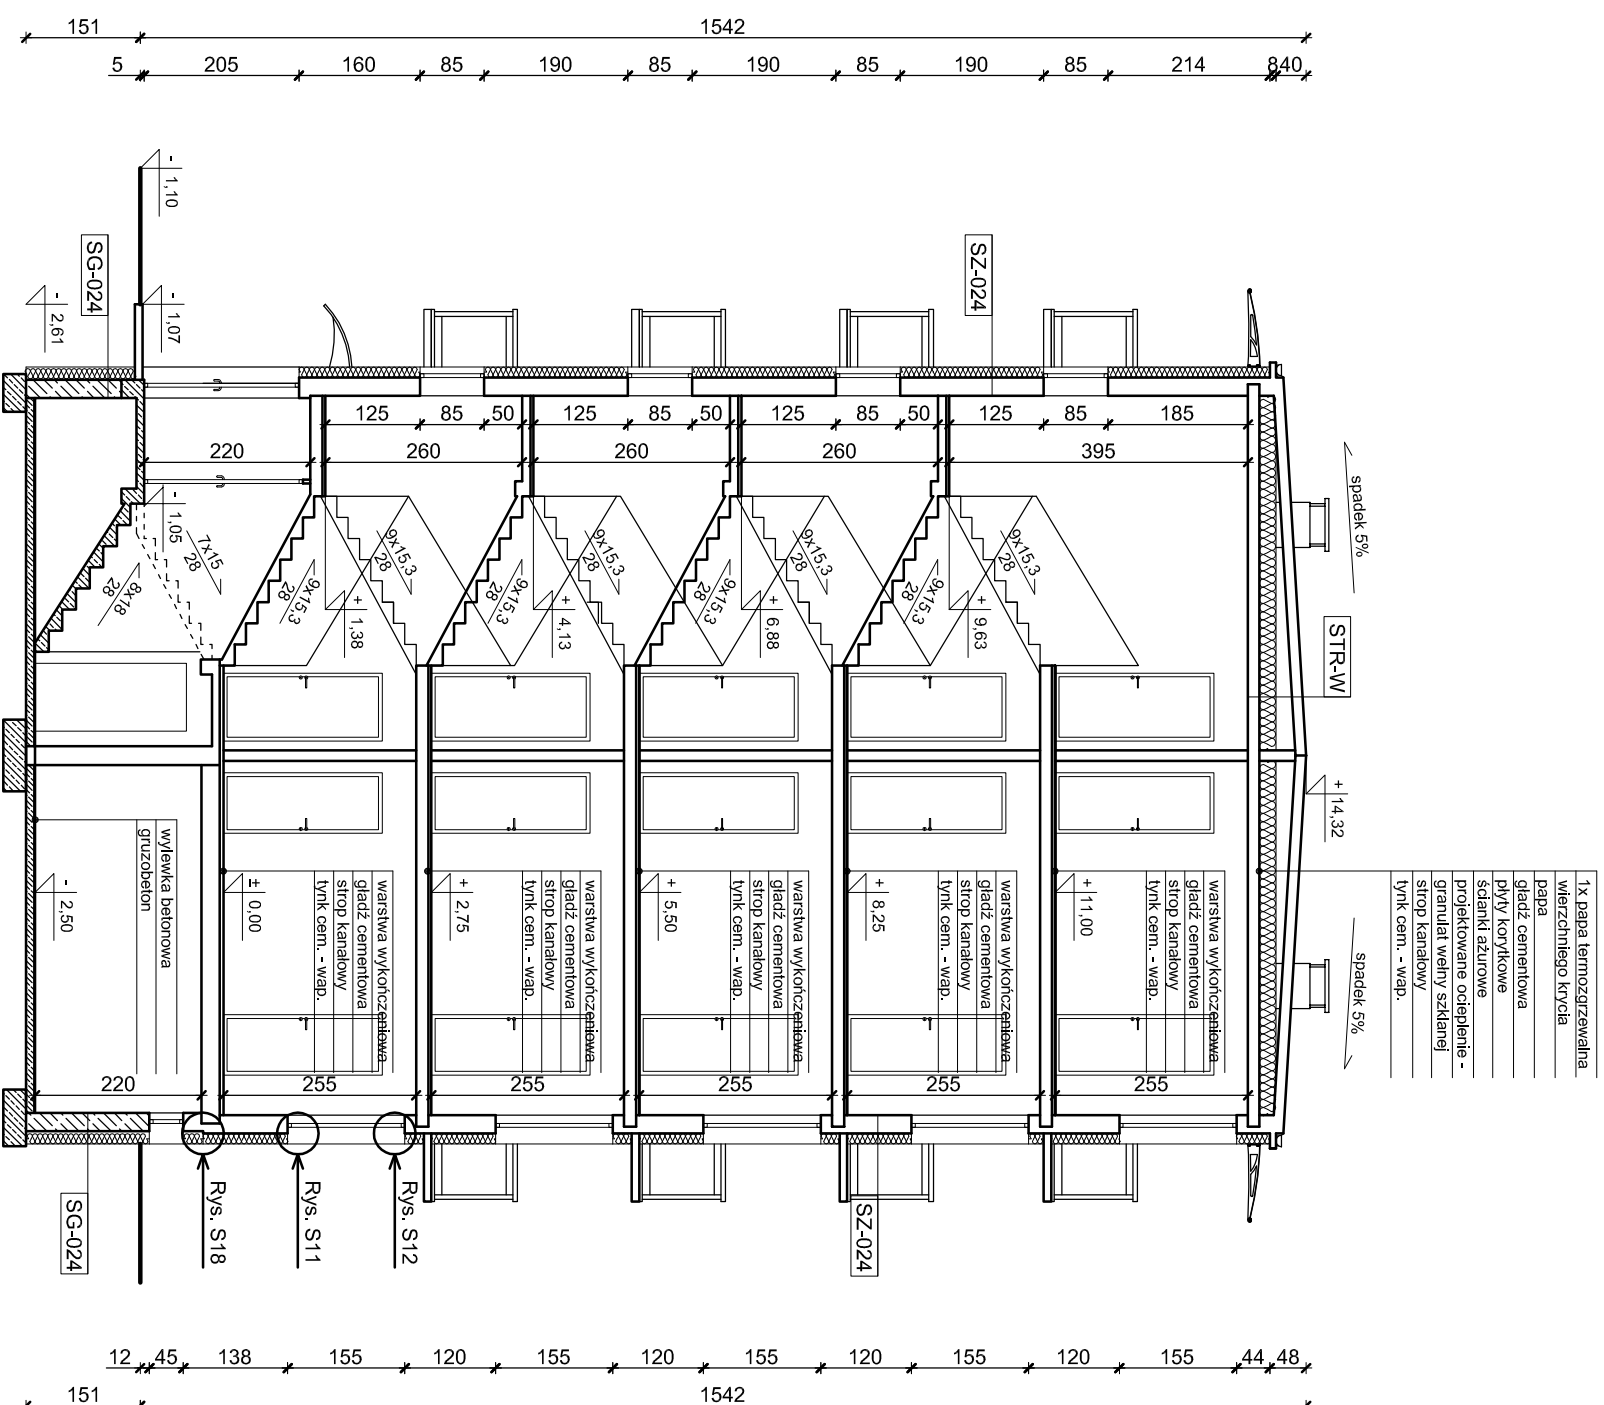 151
1542
5
205
160
85
190
85
190
85
190
85
214
8
40
-
1,10
-
1,07
-
2,61
SG-024
SZ-024
125
85
50
125
85
50
125
85
50
125
85
185
220
260
260
260
395
spadek 5%
STR-W
-
1,05
7x15
28
8x18
28
9x15,3
28
9x15,3
28
9x15,3
28
9x15,3
28
9x15,3
28
9x15,3
28
9x15,3
28
9x15,3
28
+
1,38
+
4,13
+
6,88
+
9,63
+
14,32
1x papa termozgrzewalna
wierzchniego krycia
papa
gładź cementowa
płyty korytkowe
ścianki ażurowe
projektowane ocieplenie -
granulat wełny szklanej
strop kanałowy
tynk cem. - wap.
spadek 5%
wylewka betonowa
gruzobeton
-
2,50
warstwa wykończeniowa
gładź cementowa
strop kanałowy
tynk cem. - wap.
±
0,00
warstwa wykończeniowa
gładź cementowa
strop kanałowy
tynk cem. - wap.
+
2,75
warstwa wykończeniowa
gładź cementowa
strop kanałowy
tynk cem. - wap.
+
5,50
warstwa wykończeniowa
gładź cementowa
strop kanałowy
tynk cem. - wap.
+
8,25
warstwa wykończeniowa
gładź cementowa
strop kanałowy
tynk cem. - wap.
+
11,00
220
255
255
255
255
255
SG-024
Rys. S18
Rys. S11
Rys. S12
SZ-024
12
45
138
155
120
155
120
155
120
155
120
155
44
48
151
1542